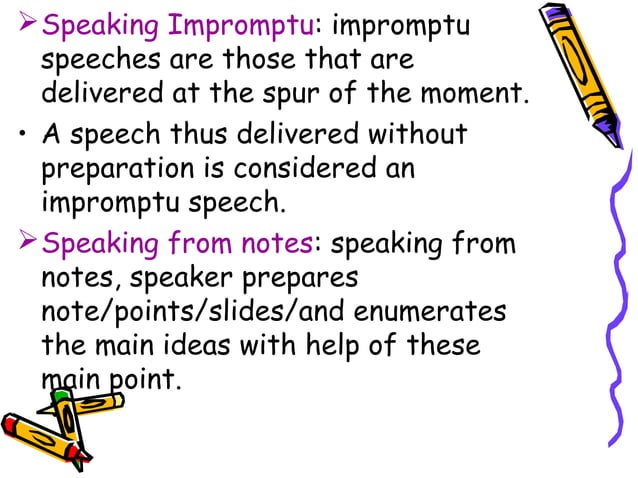 ➢Speaking Impromptu: impromptu
speeches are those that are
delivered at the spur of the moment.
• A speech thus delivered without
preparation is considered an
impromptu speech.
➢Speaking from notes: speaking from
notes, speaker prepares
note/points/slides/and enumerates
the main ideas with help of these
main point.